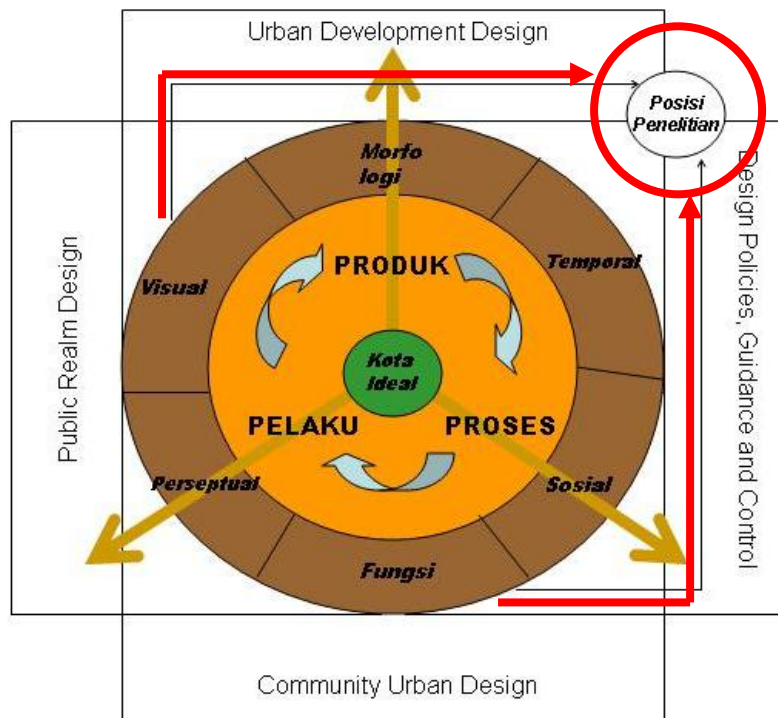 Urban Development Design
Posisi
Penelitian
Morfo
logi
Visual
Temporal
PRODUK
Kota
Ideal
PELAKU
PROSES
Perseptual
Sosial
Fungsi
Public Realm Design
Design Policies, Guidance and Control
Community Urban Design